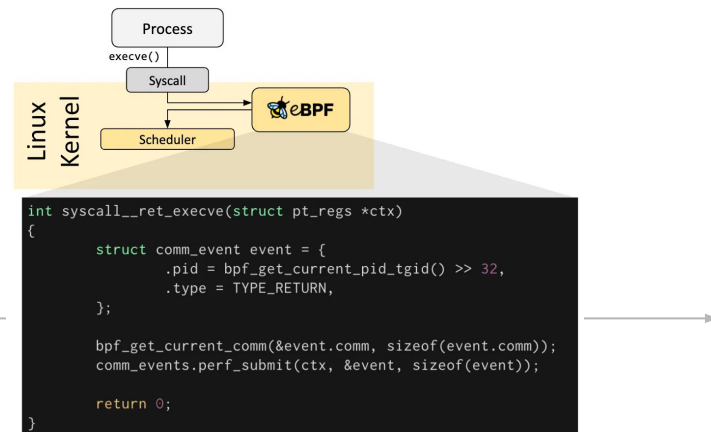 Process
execve()
Syscall
Linux
Kernel
eBPF
Scheduler
int syscall__ret_execve(struct pt_regs *ctx)
{
        struct comm_event event = {
                .pid = bpf_get_current_pid_tgid() >> 32,
                .type = TYPE_RETURN,
        };

        bpf_get_current_comm(&event.comm, sizeof(event.comm));
        comm_events.perf_submit(ctx, &event, sizeof(event));

        return 0;
}